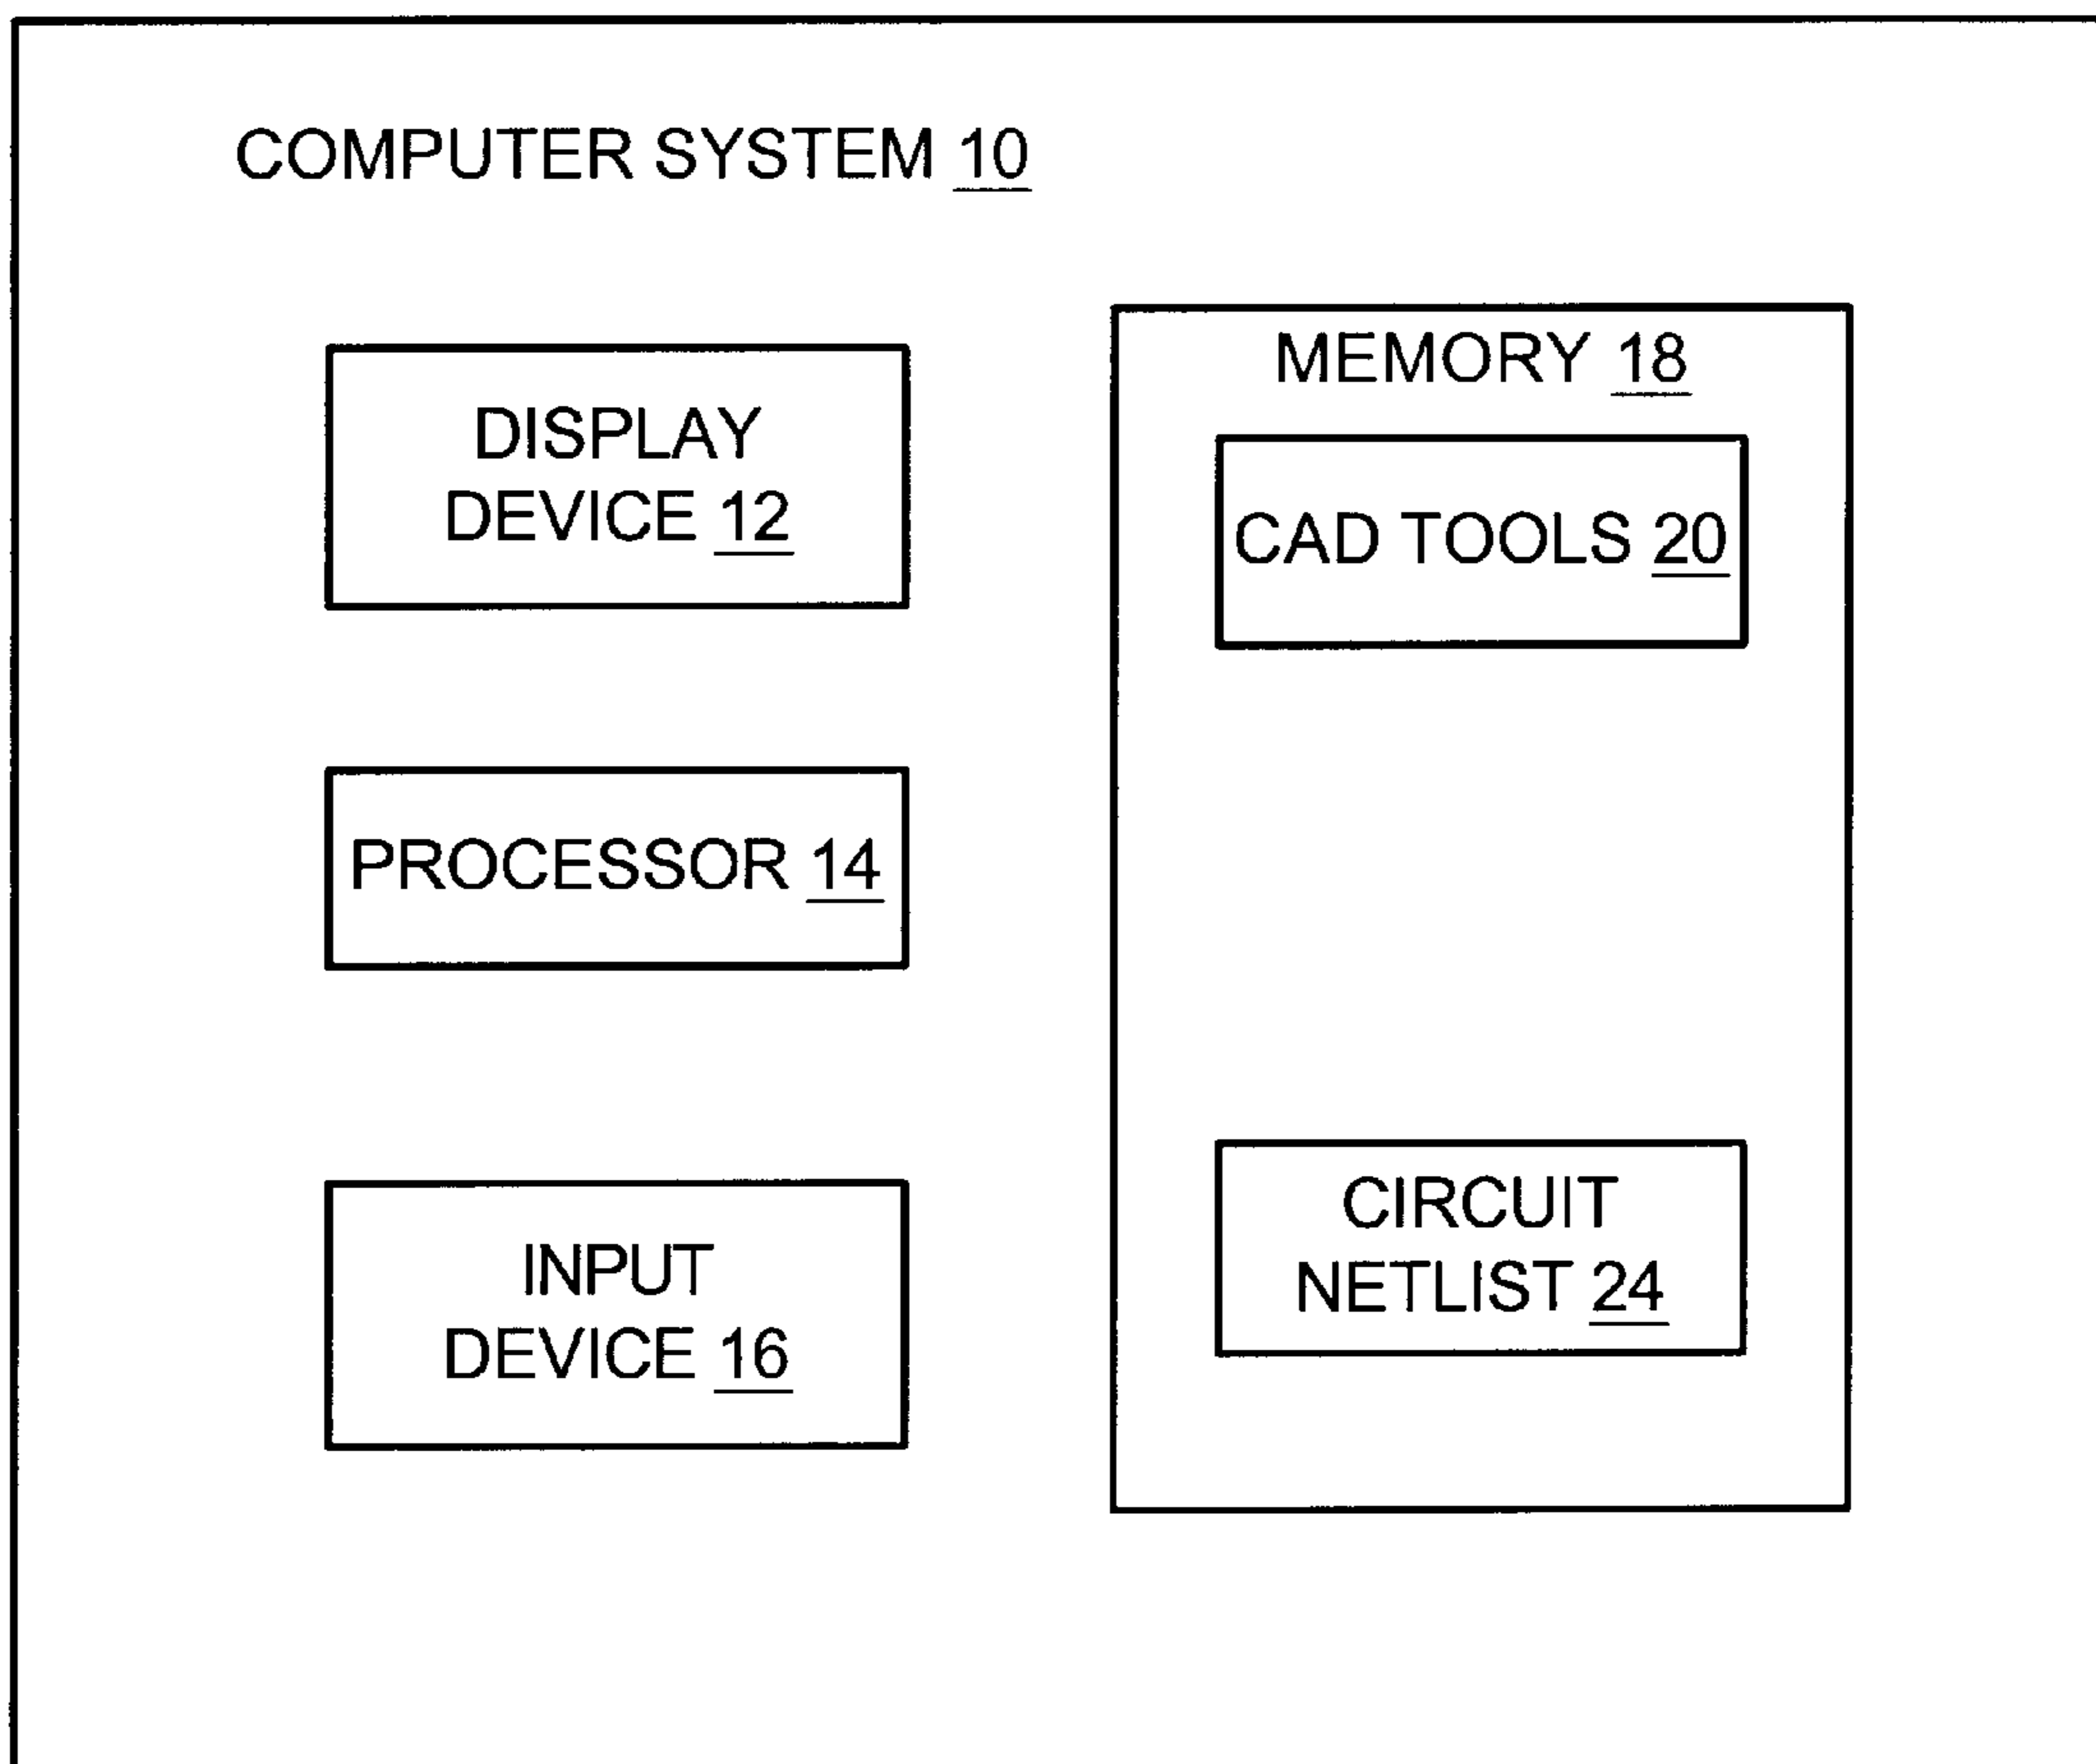 COMPUTER SYSTEM 10
DISPLAY
DEVICE 12
PROCESSOR 14
INPUT
DEVICE 16
MEMORY 18
CAD TOOLS 20
CIRCUIT
NETLIST 24